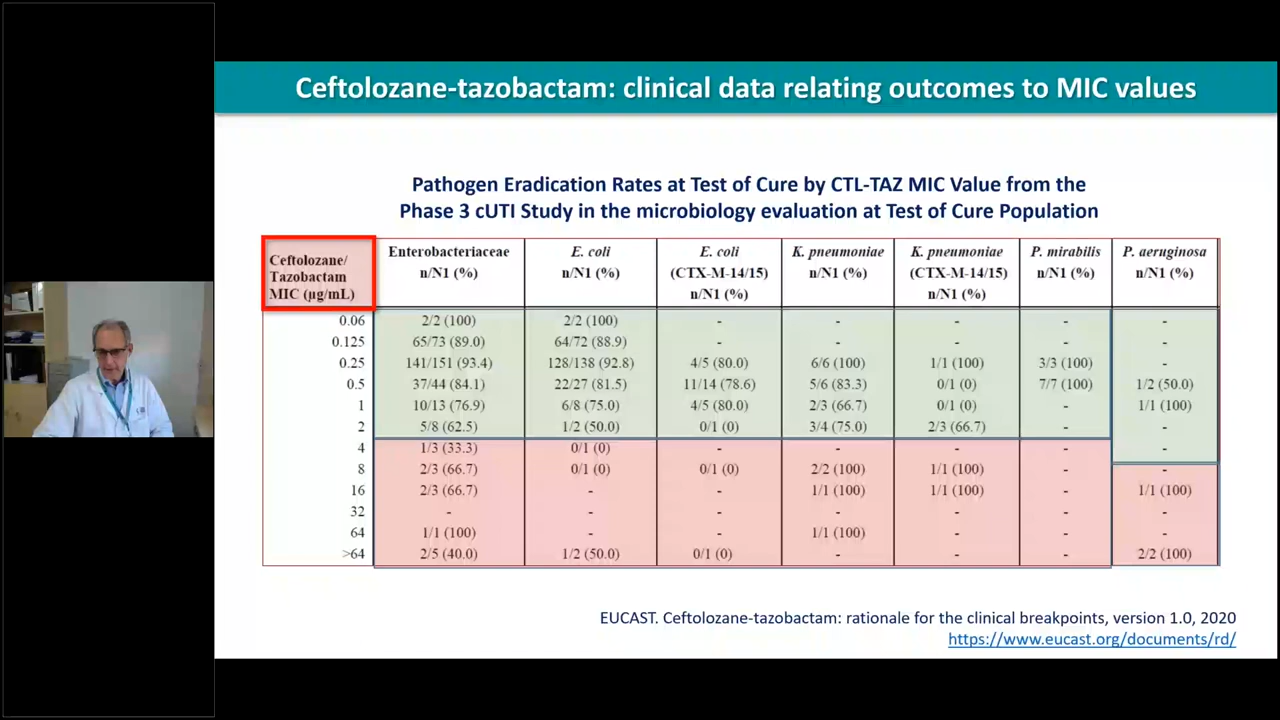 Ceftolozane-tazobactam: clinical data relating outcomes to MIC values
Pathogen Eradication Rates at Test of Cure by CTL-TAZ MIC Value from the
Phase 3 cUTI Study in the microbiology evaluation at Test of Cure Population
Ceftolozane/ Tazobactam MIC (µg/mL) Enterobacteriaceae n/N1 (%) E. coli n/N1 (%) E. coli (CTX-M-14/15) n/N1 (%) K. pneumoniae n/N1 (%) K. pneumoniae (CTX-M-14/15) n/N1 (%) P. mirabilis n/N1 (%) P. aeruginosa n/N1 (%)
0.06 2/2 (100) 2/2 (100) - - - - -
0.125 65/73 (89.0) 64/72 (88.9) - - - - -
0.25 141/151 (93.4) 128/138 (92.8) 4/5 (80.0) 6/6 (100) 1/1 (100) 3/3 (100) -
0.5 37/44 (84.1) 22/27 (81.5) 11/14 (78.6) 5/6 (83.3) 0/1 (0) 7/7 (100) 1/2 (50.0)
1 10/13 (76.9) 6/8 (75.0) 4/5 (80.0) 2/3 (66.7) 0/1 (0) - 1/1 (100)
2 5/8 (62.5) 1/2 (50.0) 0/1 (0) 3/4 (75.0) 2/3 (66.7) - -
4 1/3 (33.3) 0/1 (0) - - - - -
8 2/3 (66.7) 0/1 (0) 0/1 (0) 2/2 (100) 1/1 (100) - -
16 2/3 (66.7) - - 1/1 (100) 1/1 (100) - 1/1 (100)
32 - - - - - - -
64 1/1 (100) - - 1/1 (100) - - -
>64 2/5 (40.0) 1/2 (50.0) 0/1 (0) - - - 2/2 (100)
EUCAST. Ceftolozane-tazobactam: rationale for the clinical breakpoints, version 1.0, 2020
https://www.eucast.org/documents/rd/